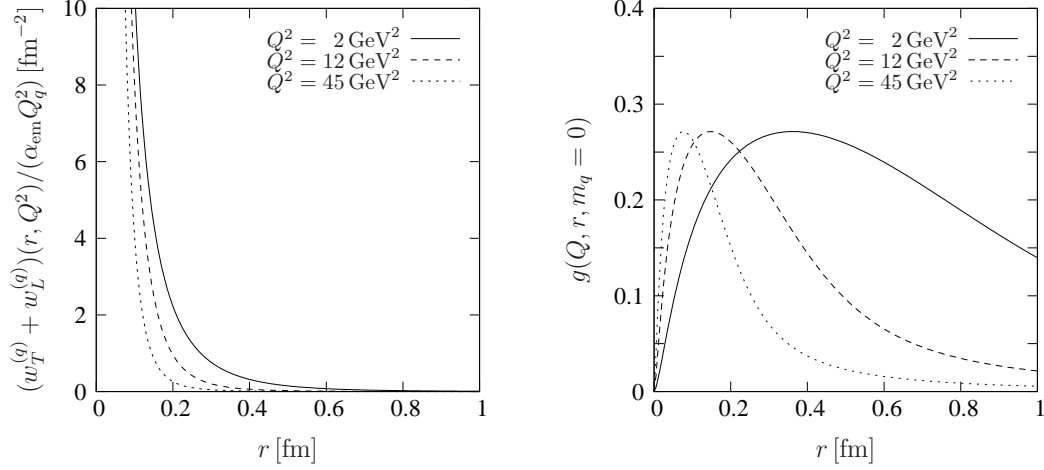 (w_T^{(q)} + w_L^{(q)})(r, Q^2)/(α_em Q_q^2) [fm^{−2}]
10
8
6
4
2
0
Q^2 = 2 GeV^2
Q^2 = 12 GeV^2
Q^2 = 45 GeV^2
0 0.2 0.4 0.6 0.8 1
r [fm]
g(Q, r, m_q = 0)
0.4
0.3
0.2
0.1
0
Q^2 = 2 GeV^2
Q^2 = 12 GeV^2
Q^2 = 45 GeV^2
0 0.2 0.4 0.6 0.8 1
r [fm]